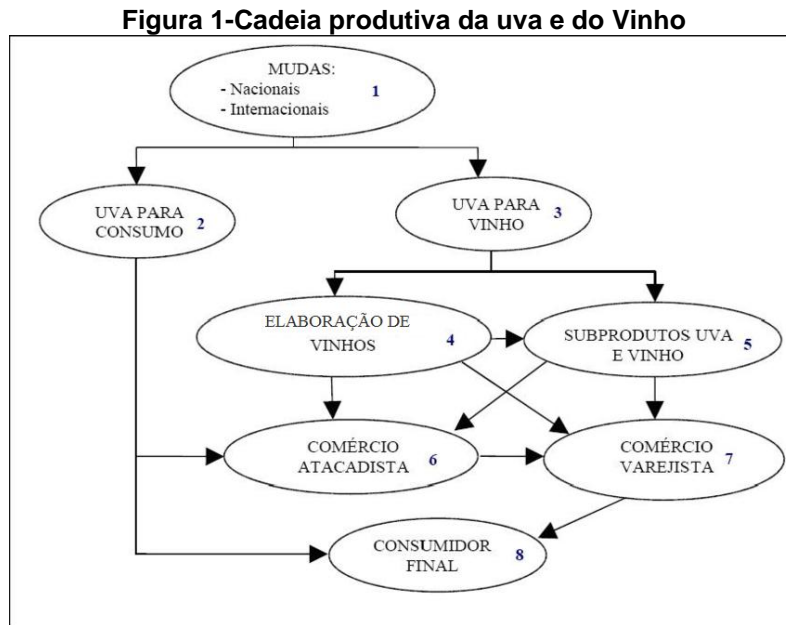 Figura 1-Cadeia produtiva da uva e do Vinho
MUDAS:
- Nacionais
- Internacionais
1
UVA PARA
CONSUMO 2
UVA PARA
VINHO
3
ELABORAÇÃO DE
VINHOS
4
SUBPRODUTOS UVA
E VINHO
5
COMÉRCIO
ATACADISTA 6
COMÉRCIO
VAREJISTA 7
CONSUMIDOR
FINAL
8